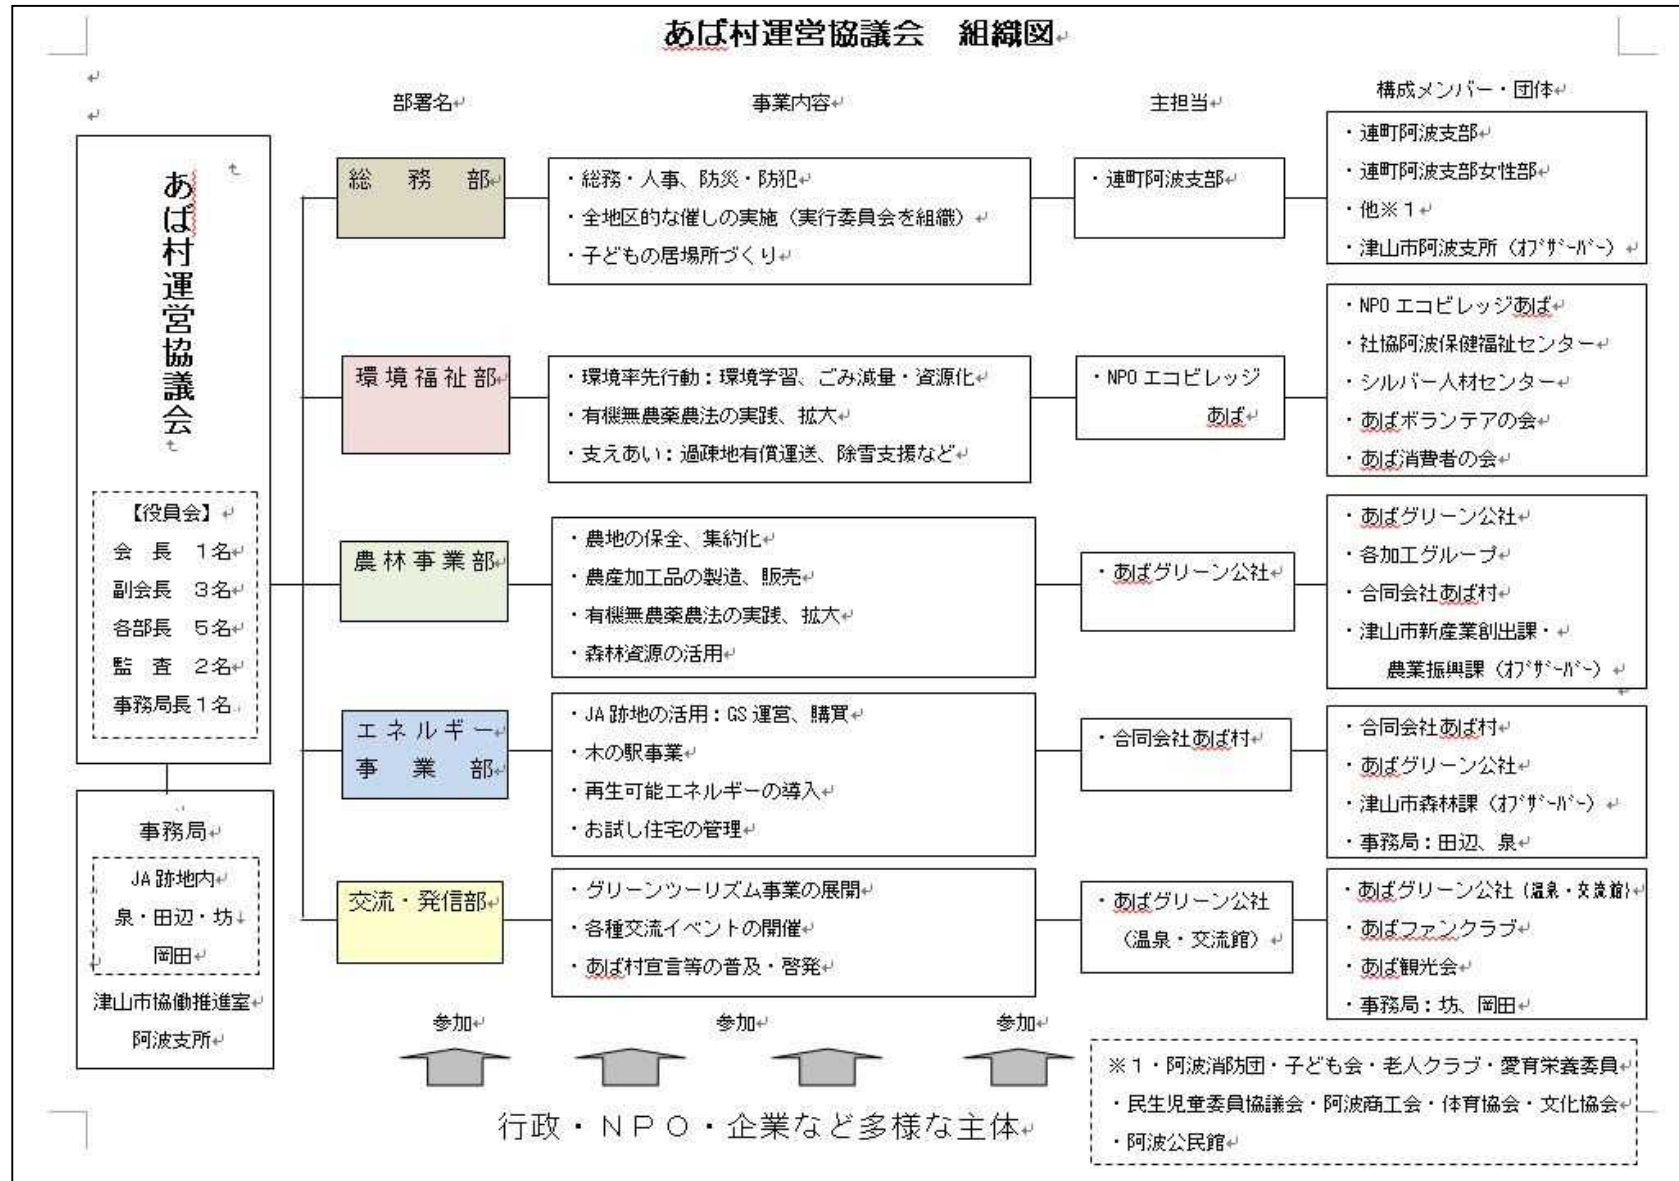 あば村運営協議会　組織図
部署名
事業内容
主担当
構成メンバー・団体
あば村運営協議会
【役員会】
会　長　1名
副会長　3名
各部長　5名
監　査　2名
事務局長1名
事務局
JA跡地内
泉・田辺・坊
岡田
津山市協働推進室
阿波支所
総　務　部
・総務・人事、防災・防犯
・全地区的な催しの実施（実行委員会を組織）
・子どもの居場所づくり
・連町阿波支部
・連町阿波支部
・連町阿波支部女性部
・他※1
・津山市阿波支所（ｵﾌﾞｻﾞｰﾊﾞｰ）
環境福祉部
・環境率先行動：環境学習、ごみ減量・資源化
・有機無農薬農法の実践、拡大
・支えあい：過疎地有償運送、除雪支援など
・NPOエコビレッジ
あば
・NPOエコビレッジあば
・社協阿波保健福祉センター
・シルバー人材センター
・あばボランテアの会
・あば消費者の会
農林事業部
・農地の保全、集約化
・農産加工品の製造、販売
・有機無農薬農法の実践、拡大
・森林資源の活用
・あばグリーン公社
・あばグリーン公社
・各加工グループ
・合同会社あば村
・津山市新産業創出課・
農業振興課（ｵﾌﾞｻﾞｰﾊﾞｰ）
エネルギー
事　業　部
・JA跡地の活用：GS運営、購買
・木の駅事業
・再生可能エネルギーの導入
・お試し住宅の管理
・合同会社あば村
・合同会社あば村
・あばグリーン公社
・津山市森林課（ｵﾌﾞｻﾞｰﾊﾞｰ）
・事務局：田辺、泉
交流・発信部
・グリーンツーリズム事業の展開
・各種交流イベントの開催
・あば村宣言等の普及・啓発
・あばグリーン公社
（温泉・交流館）
・あばグリーン公社（温泉・交流館）
・あばファンクラブ
・あば観光会
・事務局：坊、岡田
参加
参加
参加
行政・ＮＰＯ・企業など多様な主体
※1・阿波消防団・子ども会・老人クラブ・愛育栄養委員
・民生児童委員協議会・阿波商工会・体育協会・文化協会
・阿波公民館